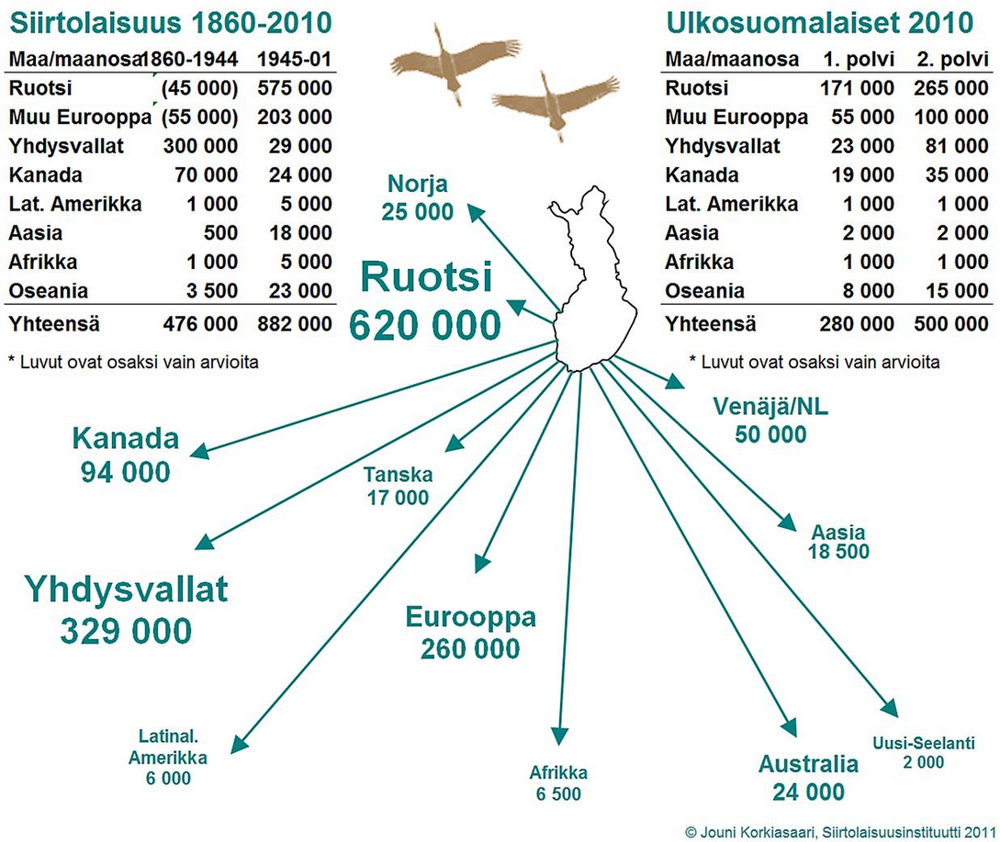 Siirtolaisuus 1860-2010
Maa/maanosa 1860-1944 1945-01
Ruotsi (45 000) 575 000
Muu Eurooppa (55 000) 203 000
Yhdysvallat 300 000 29 000
Kanada 70 000 24 000
Lat. Amerikka 1 000 5 000
Aasia 500 18 000
Afrikka 1 000 5 000
Oseania 3 500 23 000
Yhteensä 476 000 882 000
* Luvut ovat osaksi vain arvioita
Ulkosuomalaiset 2010
Maa/maanosa 1. polvi 2. polvi
Ruotsi 171 000 265 000
Muu Eurooppa 55 000 100 000
Yhdysvallat 23 000 81 000
Kanada 19 000 35 000
Lat. Amerikka 1 000 1 000
Aasia 2 000 2 000
Afrikka 1 000 1 000
Oseania 8 000 15 000
Yhteensä 280 000 500 000
* Luvut ovat osaksi vain arvioita
Norja
25 000
Ruotsi
620 000
Kanada
94 000
Tanska
17 000
Venäjä/NL
50 000
Aasia
18 500
Yhdysvallat
329 000
Eurooppa
260 000
Latinal.
Amerikka
6 000
Afrikka
6 500
Australia
24 000
Uusi-Seelanti
2 000
© Jouni Korkiasaari, Siirtolaisuusinstituutti 2011